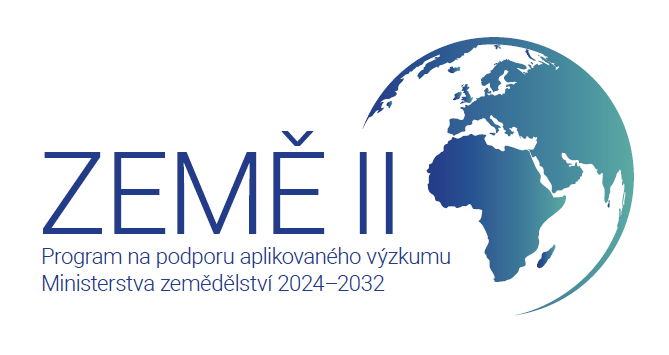 ZEMĚ II
Program na podporu aplikovaného výzkumu
Ministerstva zemědělství 2024–2032